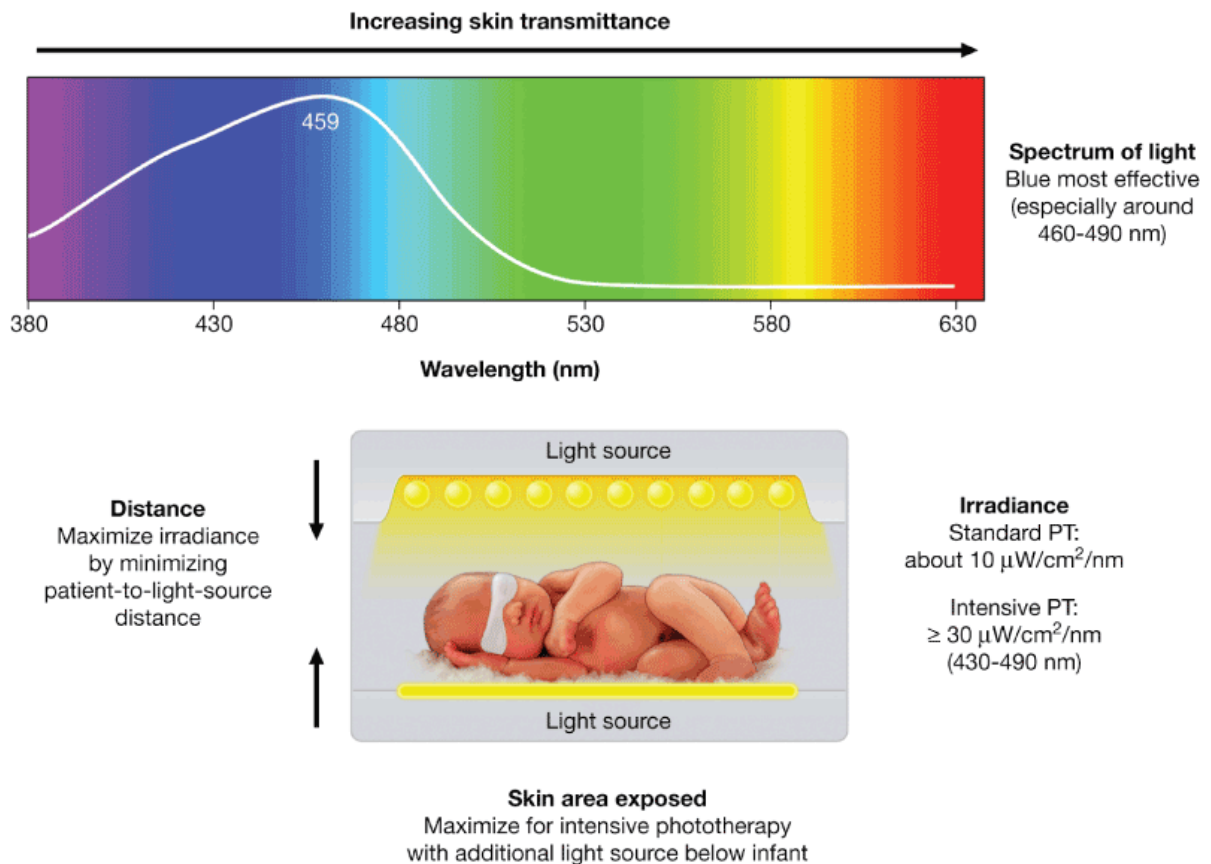 Increasing skin transmittance
459
Spectrum of light
Blue most effective
(especially around
460-490 nm)
380 430 480 530 580 630
Wavelength (nm)
Light source
Distance
Maximize irradiance
by minimizing
patient-to-light-source
distance
Irradiance
Standard PT:
about 10 μW/cm²/nm
Intensive PT:
≥ 30 μW/cm²/nm
(430-490 nm)
Light source
Skin area exposed
Maximize for intensive phototherapy
with additional light source below infant